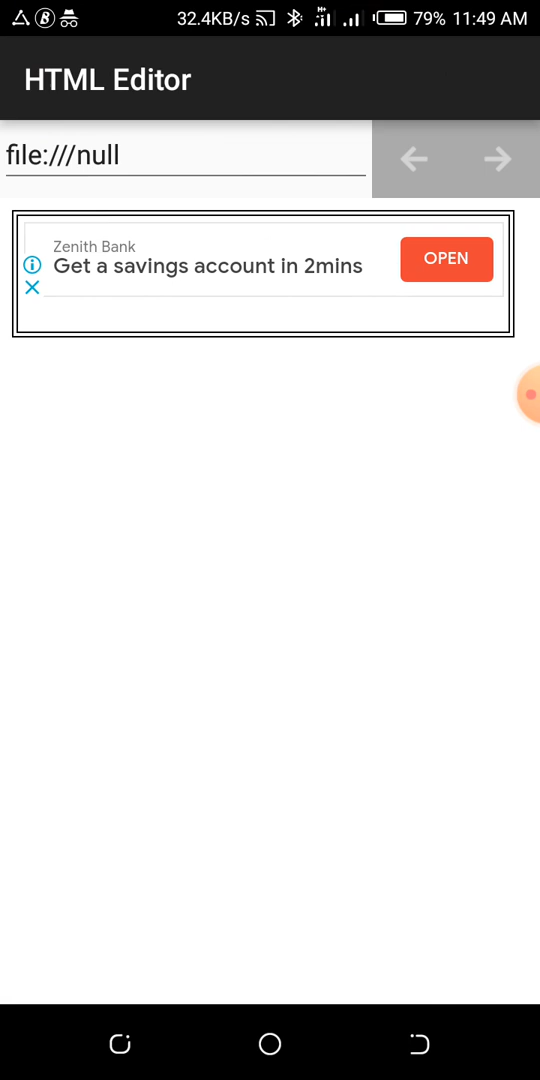 32.4KB/s 79% 11:49 AM
HTML Editor
file:///null
Zenith Bank
Get a savings account in 2mins
OPEN